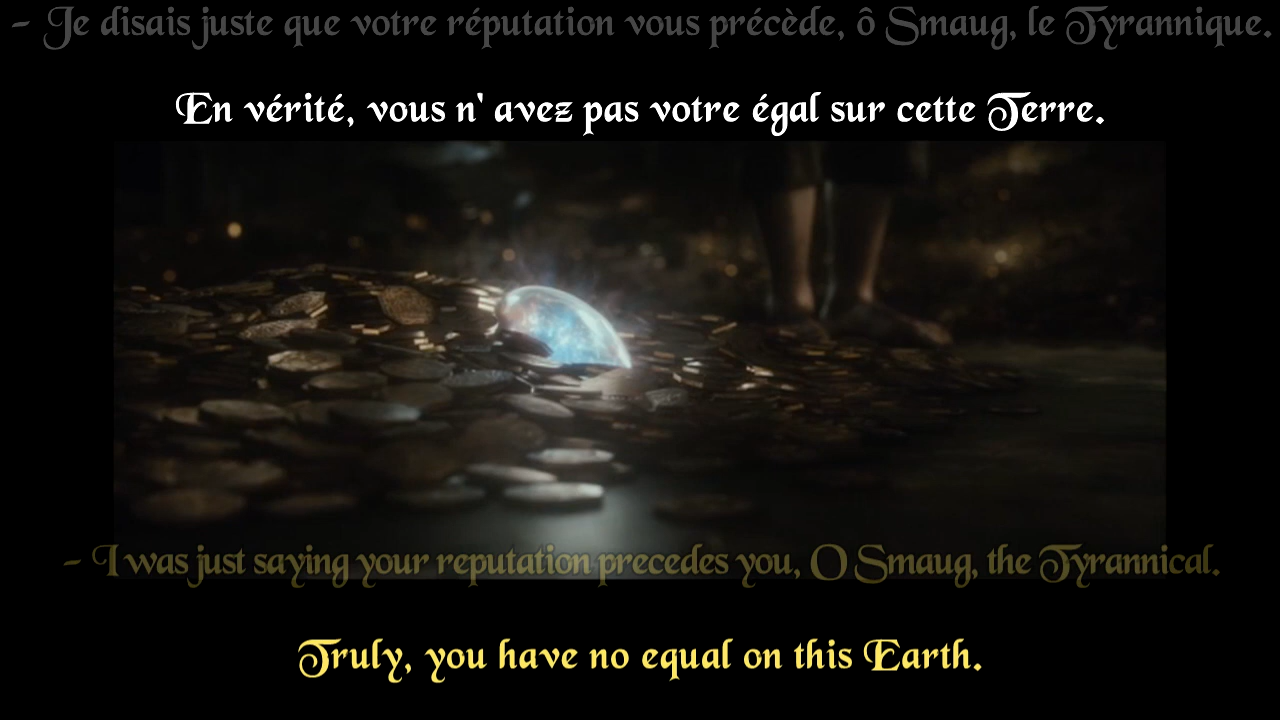 - Je disais juste que votre réputation vous précède, ô Smaug, le Tyrannique.
En vérité, vous n' avez pas votre égal sur cette Terre.
- I was just saying your reputation precedes you, O Smaug, the Tyrannical.
Truly, you have no equal on this Earth.